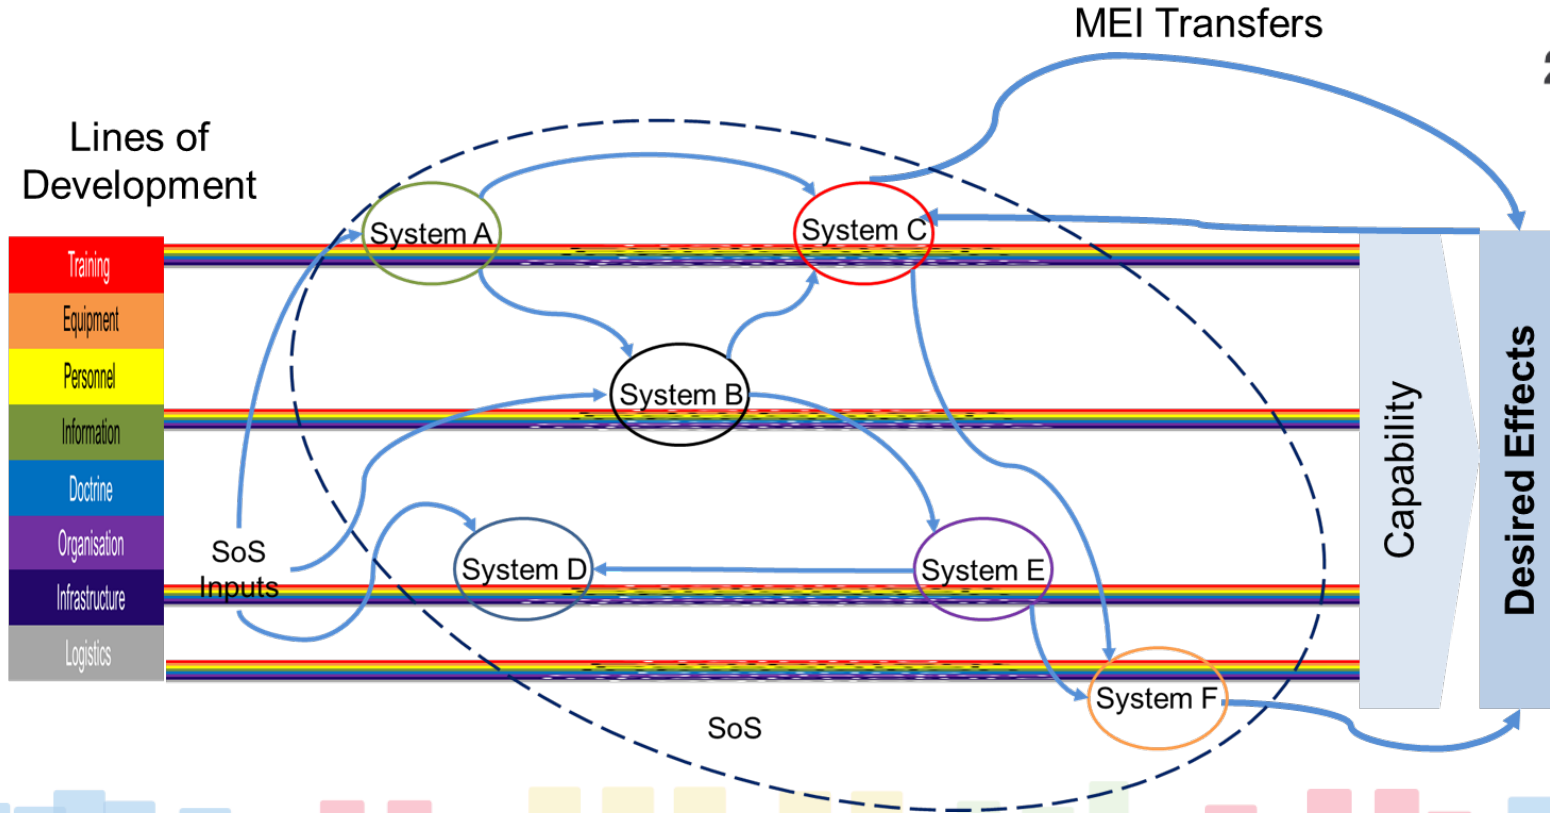 MEI Transfers
Lines of
Development
System A
System C
Training
Equipment
Personnel
System B
Information
Doctrine
Organisation
SoS
Inputs
System D
System E
Infrastructure
Logistics
System F
SoS
Capability
Desired Effects